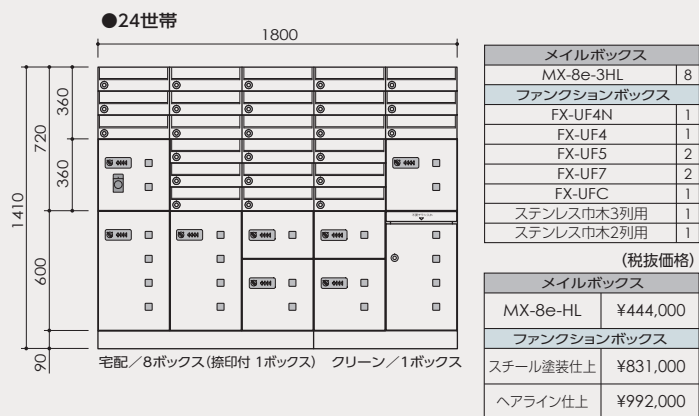 ●24世帯
1800
360
720
360
1410
600
90
宅配／8ボックス(捺印付 1ボックス)　クリーン／1ボックス
メイルボックス
MX-8e-3HL 8
ファンクションボックス
FX-UF4N 1
FX-UF4 1
FX-UF5 2
FX-UF7 2
FX-UFC 1
ステンレス巾木3列用 1
ステンレス巾木2列用 1
(税抜価格)
メイルボックス
MX-8e-HL ¥444,000
ファンクションボックス
スチール塗装仕上 ¥831,000
ヘアライン仕上 ¥992,000